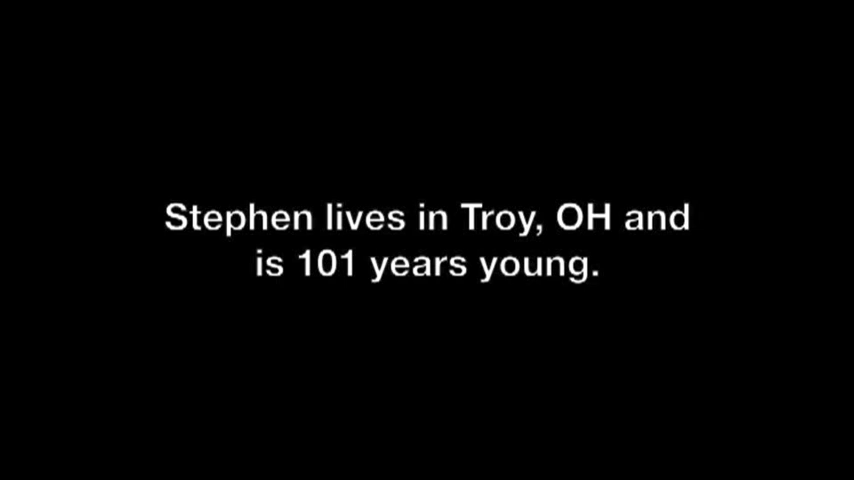 Stephen lives in Troy, OH and
is 101 years young.